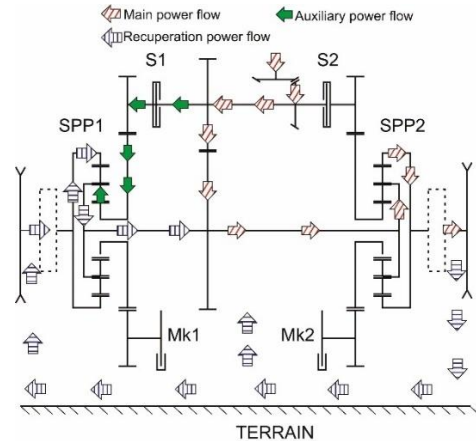 Main power flow
Auxiliary power flow
Recuperation power flow
S1
S2
SPP1
SPP2
Mk1
Mk2
TERRAIN